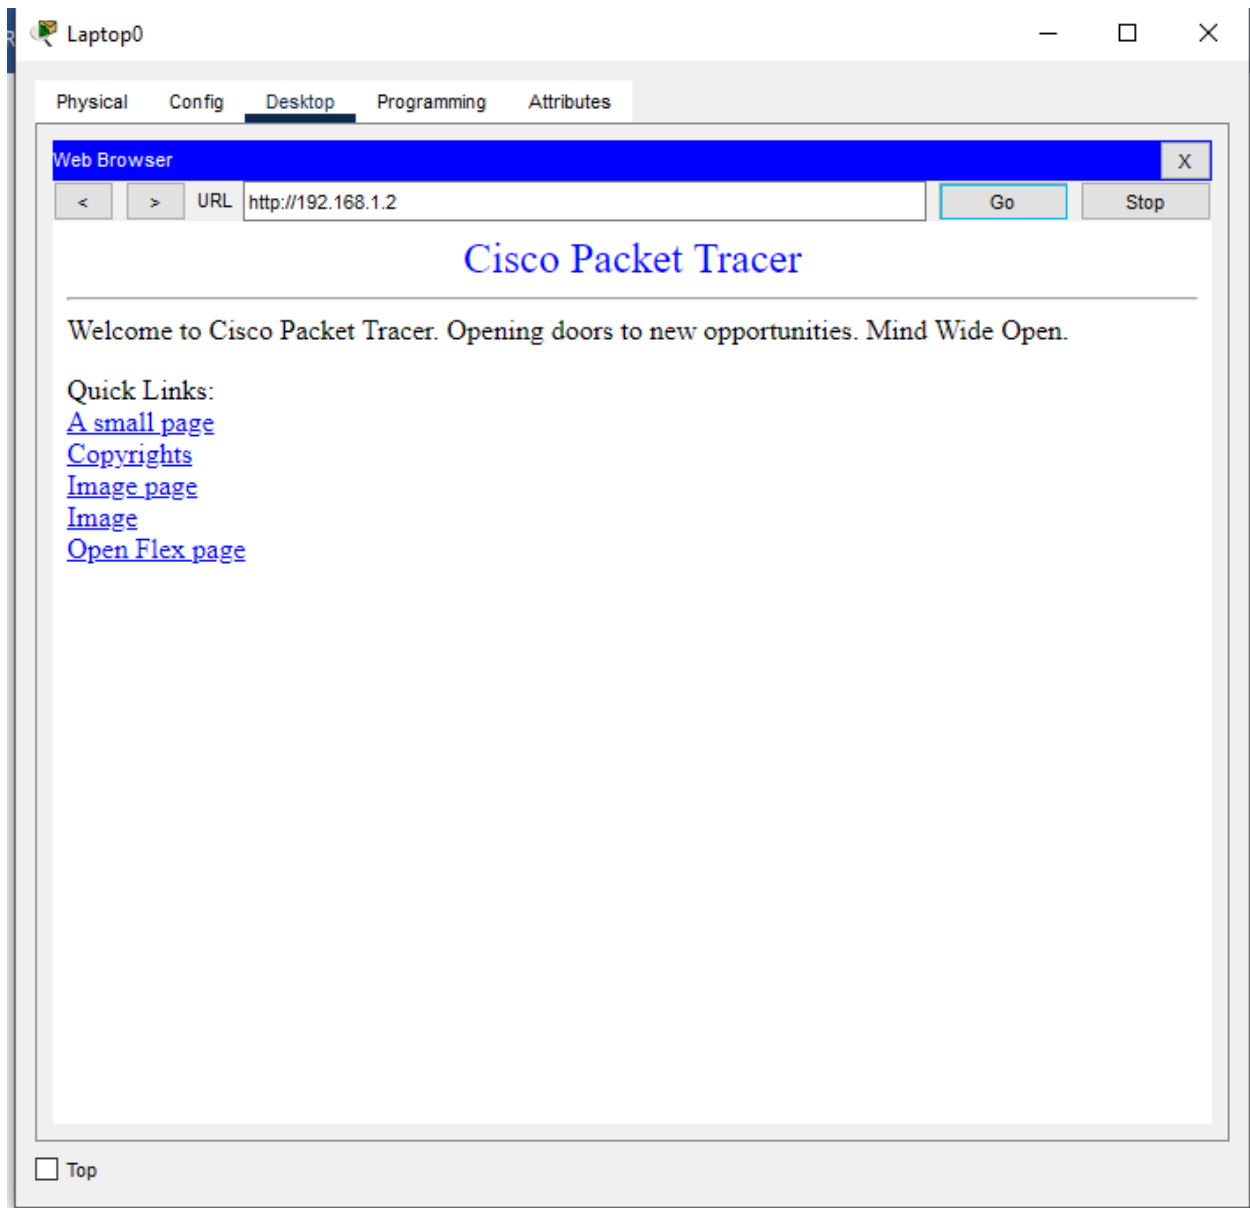 Laptop0
Physical Config Desktop Programming Attributes
Web Browser X
< > URL http://192.168.1.2 Go Stop
Cisco Packet Tracer
Welcome to Cisco Packet Tracer. Opening doors to new opportunities. Mind Wide Open.
Quick Links:
A small page
Copyrights
Image page
Image
Open Flex page
Top